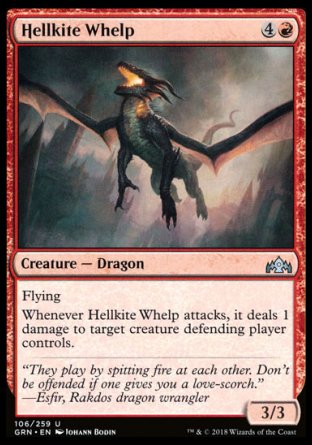 Hellkite Whelp 4
Creature — Dragon
Flying
Whenever Hellkite Whelp attacks, it deals 1
damage to target creature defending player
controls.
“They play by spitting fire at each other. Don’t
be offended if one gives you a love-scorch.”
—Esfir, Rakdos dragon wrangler
3/3
106/259 U
GRN • EN Johann Bodin
™ & © 2018 Wizards of the Coast